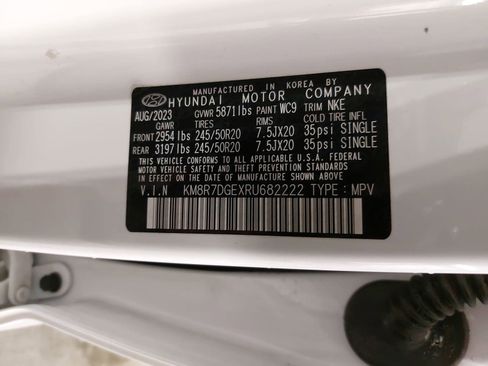 MANUFACTURED IN KOREA BY
HYUNDAI MOTOR COMPANY
AUG/2023 GVWR 5871lbs PAINT WC9 TRIM NKE
GAWR TIRES RIMS COLD TIRE INFL
FRONT 2954 lbs 245/50R20 7.5JX20 35psi SINGLE
REAR 3197 lbs 245/50R20 7.5JX20 35psi SINGLE
THIS VEHICLE CONFORMS TO ALL APPLICABLE U.S.A. FEDERAL
MOTOR VEHICLE SAFETY AND THEFT PREVENTION STANDARDS
IN EFFECT ON THE DATE OF MANUFACTURE SHOWN ABOVE.
V.I.N KM8R7DGEXRU682222 TYPE : MPV